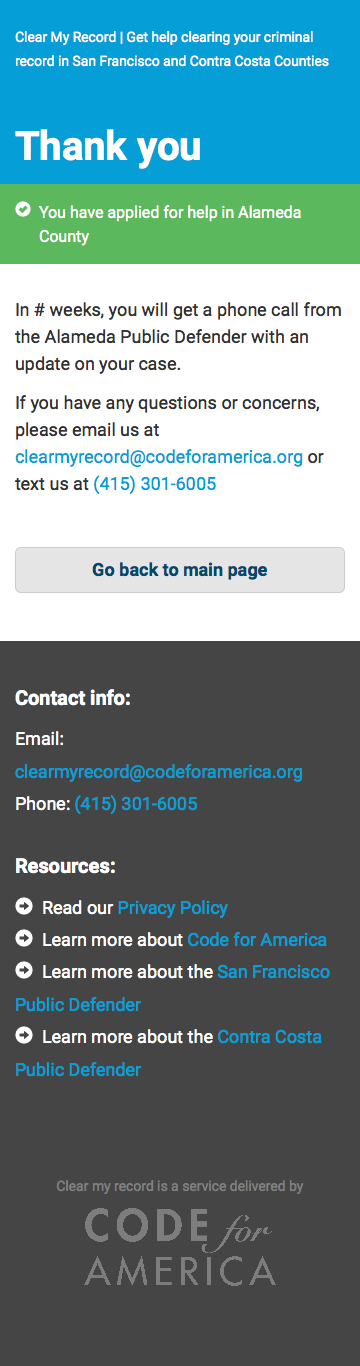 Clear My Record | Get help clearing your criminal
record in San Francisco and Contra Costa Counties
Thank you
You have applied for help in Alameda
County
In # weeks, you will get a phone call from
the Alameda Public Defender with an
update on your case.
If you have any questions or concerns,
please email us at
clearmyrecord@codeforamerica.org or
text us at (415) 301-6005
Go back to main page
Contact info:
Email:
clearmyrecord@codeforamerica.org
Phone: (415) 301-6005
Resources:
Read our Privacy Policy
Learn more about Code for America
Learn more about the San Francisco
Public Defender
Learn more about the Contra Costa
Public Defender
Clear my record is a service delivered by
CODE for
AMERICA